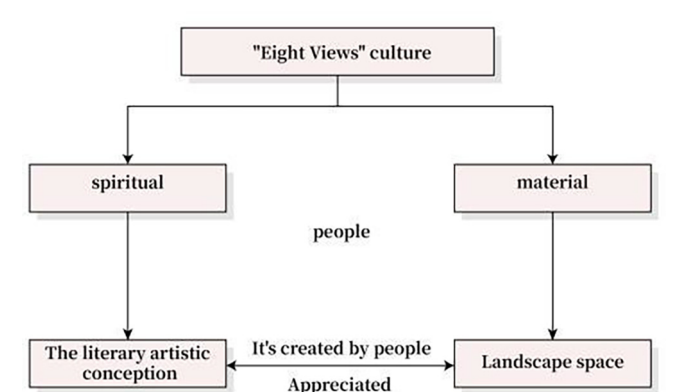 "Eight Views" culture
spiritual
material
people
The literary artistic
conception
It's created by people
Landscape space
Appreciated